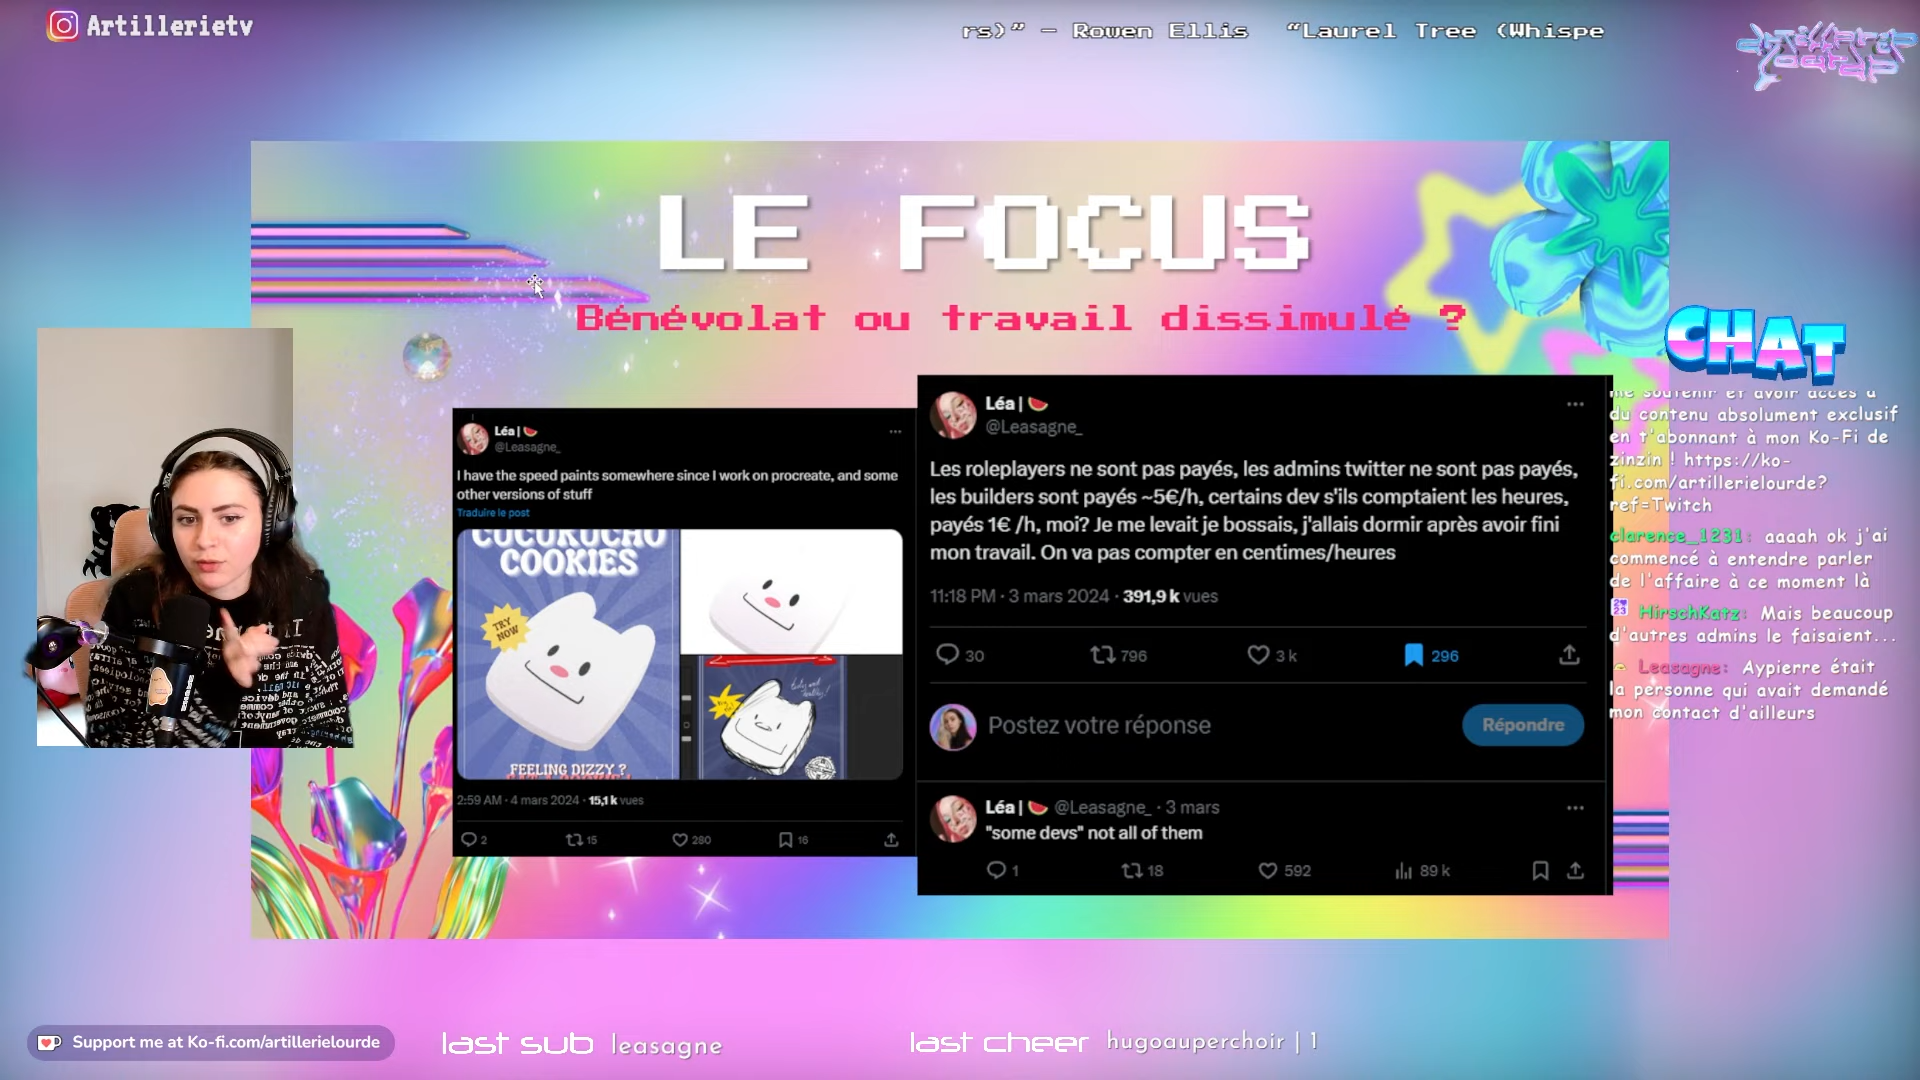 Artillerietv
rs)” — Rowen Ellis “Laurel Tree (Whispe
LE FOCUS
Bénévolat ou travail dissimulé ?
Léa |
@Leasagne_
I have the speed paints somewhere since I work on procreate, and some
other versions of stuff
Traduire le post
CUCURUCHO
COOKIES
TRY
NOW
FEELING DIZZY ?
2:59 AM · 4 mars 2024 · 15,1 k vues
2
15
280
16
Léa |
@Leasagne_
Les roleplayers ne sont pas payés, les admins twitter ne sont pas payés,
les builders sont payés ~5€/h, certains dev s'ils comptaient les heures,
payés 1€ /h, moi? Je me levait je bossais, j'allais dormir après avoir fini
mon travail. On va pas compter en centimes/heures
11:18 PM · 3 mars 2024 · 391,9 k vues
30
796
3 k
296
Postez votre réponse
Répondre
Léa | @Leasagne_ · 3 mars
"some devs" not all of them
1
18
592
89 k
CHAT
me soutenir et avoir accès à
du contenu absolument exclusif
en t'abonnant à mon Ko-Fi de
zinzin ! https://ko-
fi.com/artillerielourde?
ref=Twitch
clarence_1231: aaaah ok j'ai
commencé à entendre parler
de l'affaire à ce moment là
HirschKatz: Mais beaucoup
d'autres admins le faisaient...
Leasagne: Aypierre était
la personne qui avait demandé
mon contact d'ailleurs
Support me at Ko-fi.com/artillerielourde
last sub leasagne
last cheer hugoauperchoir | 1